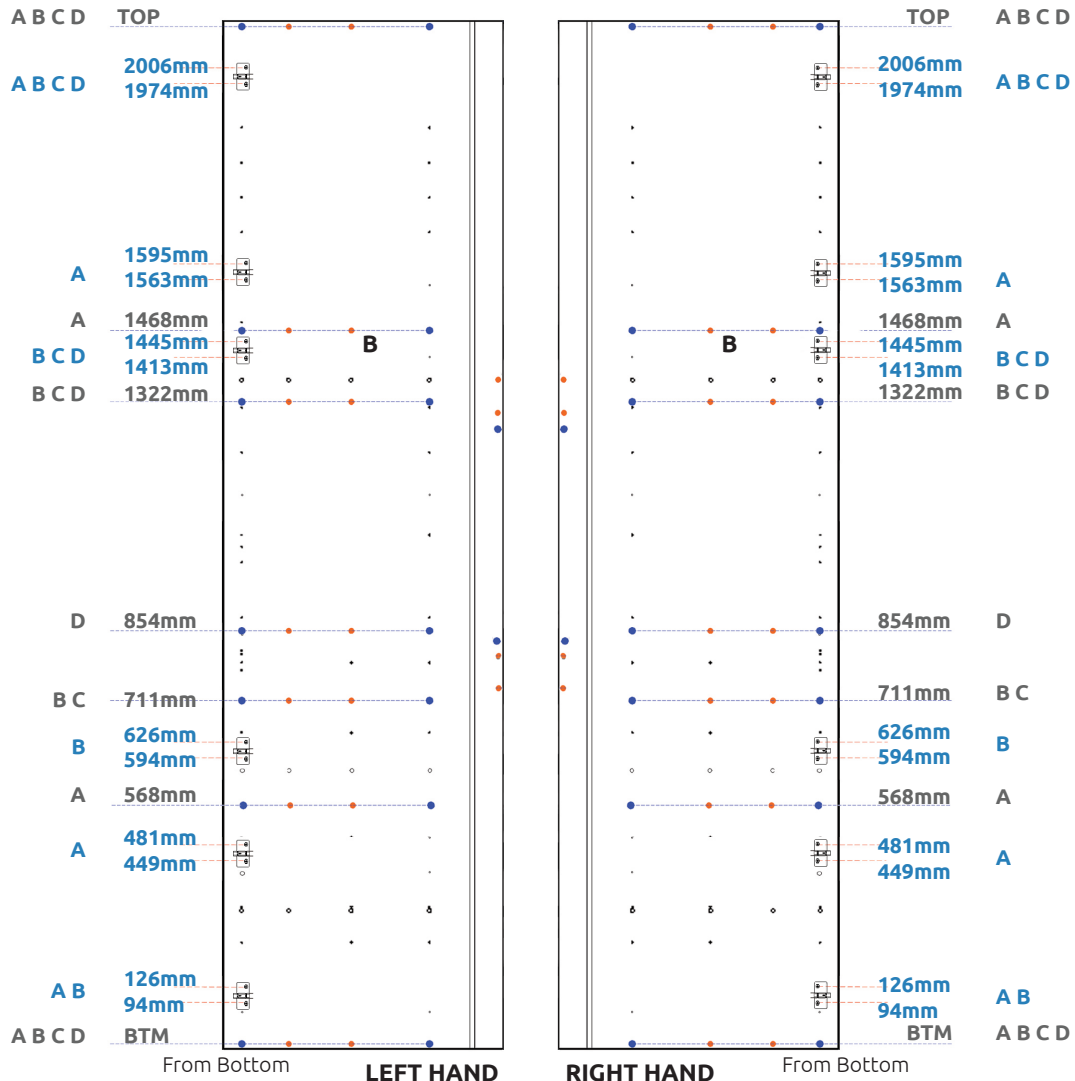 A B C D TOP TOP A B C D
2006mm 2006mm
A B C D 1974mm 1974mm A B C D
1595mm 1595mm
A 1563mm 1563mm A
A 1468mm 1468mm A
1445mm B B 1445mm
B C D 1413mm 1413mm B C D
B C D 1322mm 1322mm B C D
D 854mm 854mm D
B C 711mm 711mm B C
626mm 626mm
B 594mm 594mm B
A 568mm 568mm A
481mm 481mm
A 449mm 449mm A
126mm 126mm
A B 94mm 94mm A B
A B C D BTM BTM A B C D
From Bottom LEFT HAND RIGHT HAND From Bottom